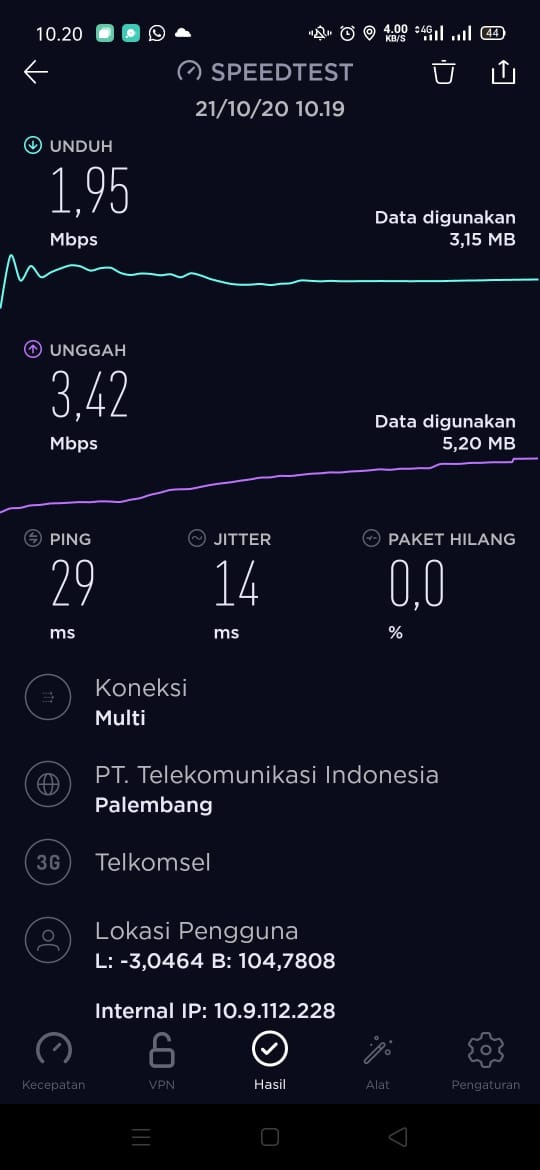 10.20 4.00 KB/S 4G 44
SPEEDTEST
21/10/20 10.19
UNDUH
1,95
Mbps
Data digunakan
3,15 MB
UNGGAH
3,42
Mbps
Data digunakan
5,20 MB
PING JITTER PAKET HILANG
29 14 0,0
ms ms %
Koneksi
Multi
PT. Telekomunikasi Indonesia
Palembang
3G Telkomsel
Lokasi Pengguna
L: -3,0464 B: 104,7808
Internal IP: 10.9.112.228
Kecepatan VPN Hasil Alat Pengaturan